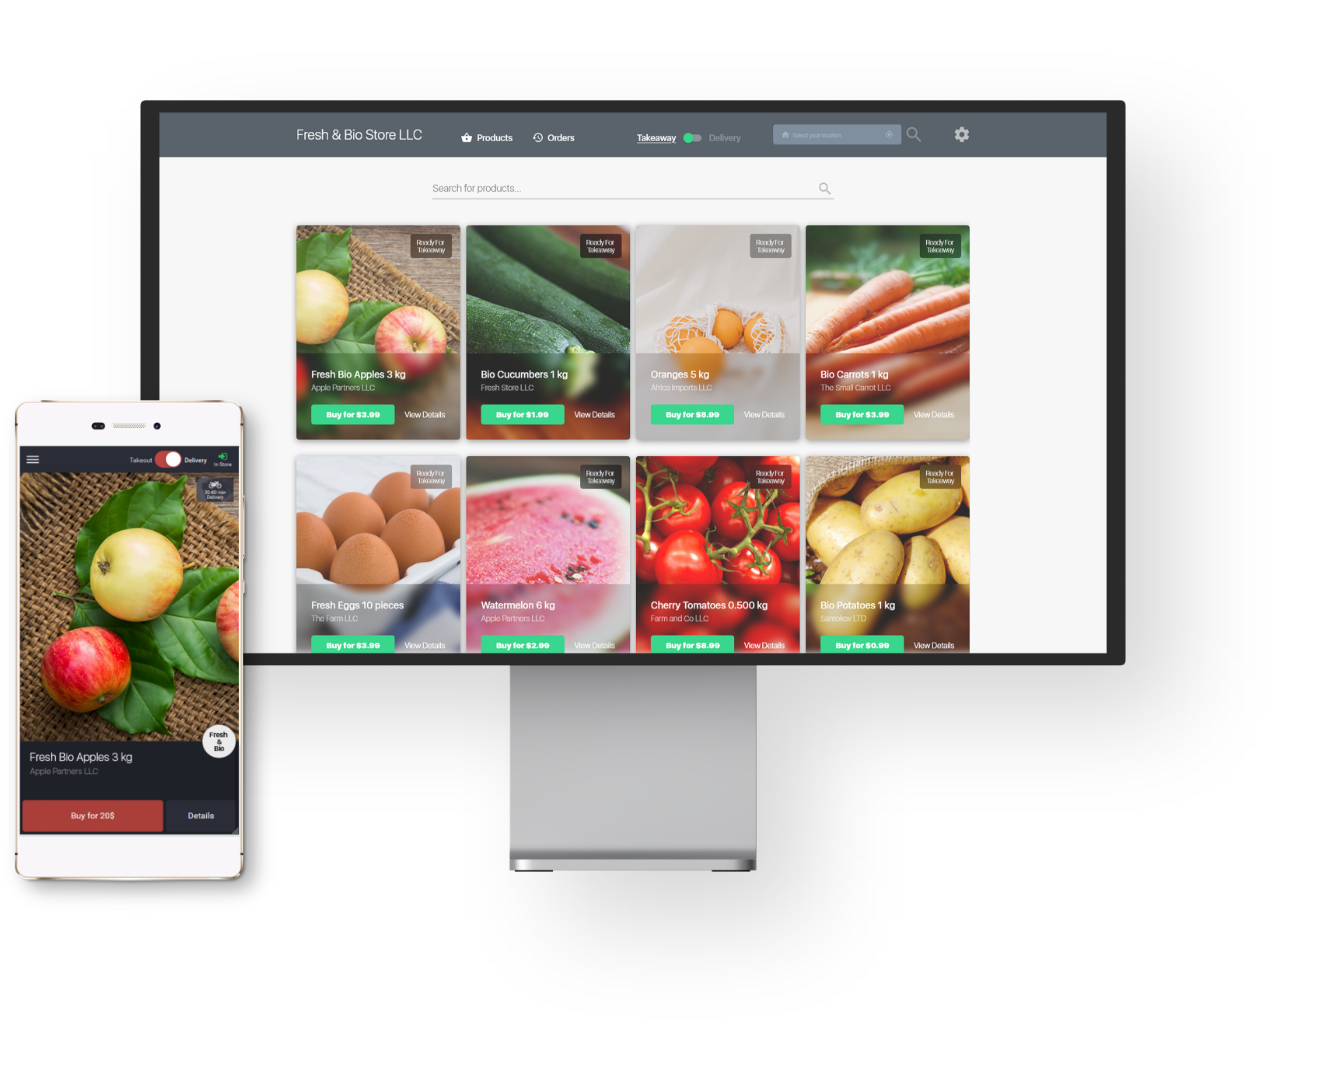 Fresh & Bio Store LLC
Products
Orders
Takeaway
Delivery
Select your location
Search for products...
Ready For
Takeaway
Ready For
Takeaway
Ready For
Takeaway
Ready For
Takeaway
Fresh Bio Apples 3 kg
Apple Partners LLC
Buy for $3.99
View Details
Bio Cucumbers 1 kg
Fresh Store LLC
Buy for $1.99
View Details
Oranges 5 kg
Africa Imports LLC
Buy for $8.99
View Details
Bio Carrots 1 kg
The Small Carrot LLC
Buy for $3.99
View Details
Ready For
Takeaway
Ready For
Takeaway
Ready For
Takeaway
Ready For
Takeaway
Fresh Eggs 10 pieces
The Farm LLC
Buy for $3.99
View Details
Watermelon 6 kg
Apple Partners LLC
Buy for $2.99
View Details
Cherry Tomatoes 0.500 kg
Farm and Co LLC
Buy for $8.99
View Details
Bio Potatoes 1 kg
Samokov LTD
Buy for $0.99
View Details
Takeout
Delivery
In Store
Delivery
Fresh
&
Bio
Fresh Bio Apples 3 kg
Apple Partners LLC
Buy for 20$
Details